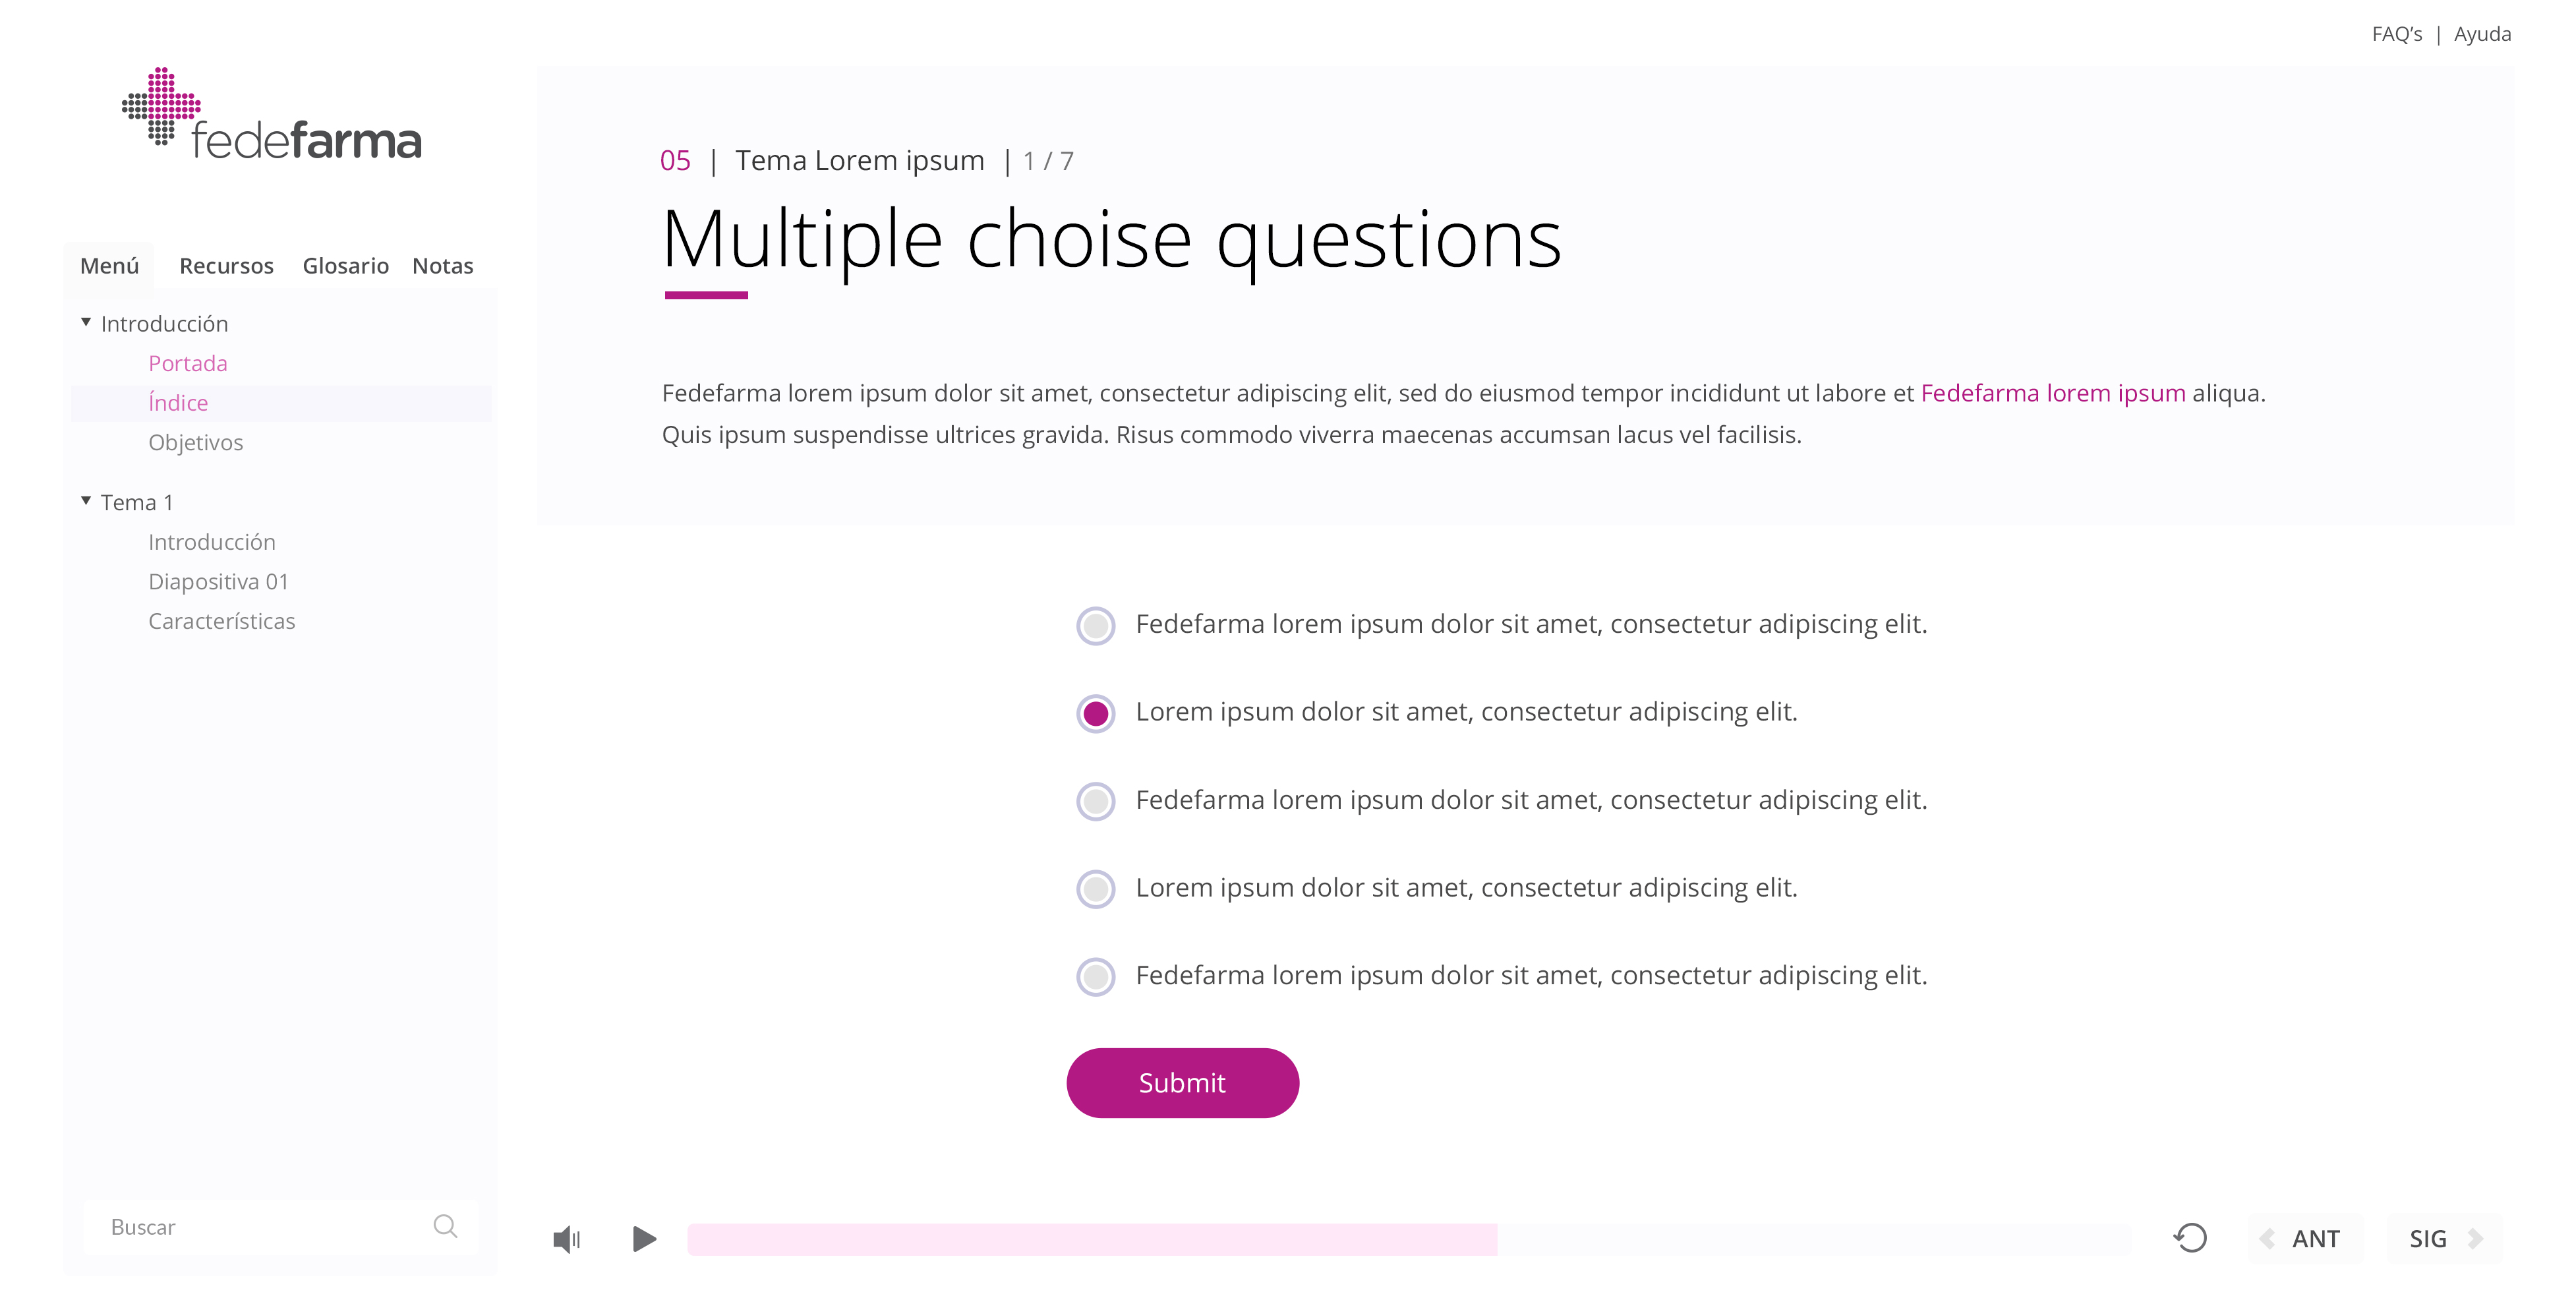 FAQ’s | Ayuda
fedefarma
Menú Recursos Glosario Notas
Introducción
Portada
Índice
Objetivos
Tema 1
Introducción
Diapositiva 01
Características
Buscar
05 | Tema Lorem ipsum | 1 / 7
Multiple choise questions
Fedefarma lorem ipsum dolor sit amet, consectetur adipiscing elit, sed do eiusmod tempor incididunt ut labore et Fedefarma lorem ipsum aliqua.
Quis ipsum suspendisse ultrices gravida. Risus commodo viverra maecenas accumsan lacus vel facilisis.
Fedefarma lorem ipsum dolor sit amet, consectetur adipiscing elit.
Lorem ipsum dolor sit amet, consectetur adipiscing elit.
Fedefarma lorem ipsum dolor sit amet, consectetur adipiscing elit.
Lorem ipsum dolor sit amet, consectetur adipiscing elit.
Fedefarma lorem ipsum dolor sit amet, consectetur adipiscing elit.
Submit
ANT SIG